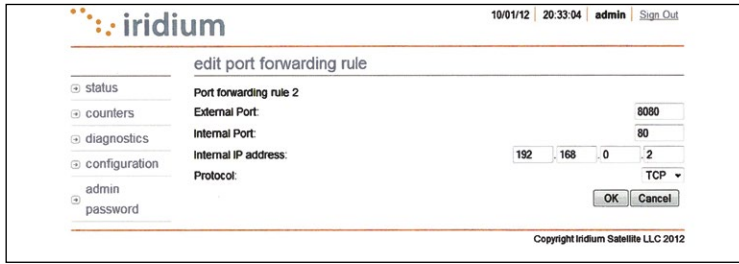 iridium
10/01/12 20:33:04 admin Sign Out
edit port forwarding rule
status
counters
diagnostics
configuration
admin
password
Port forwarding rule 2
External Port: 8080
Internal Port: 80
Internal IP address: 192 . 168 . 0 . 2
Protocol: TCP
OK Cancel
Copyright Iridium Satellite LLC 2012